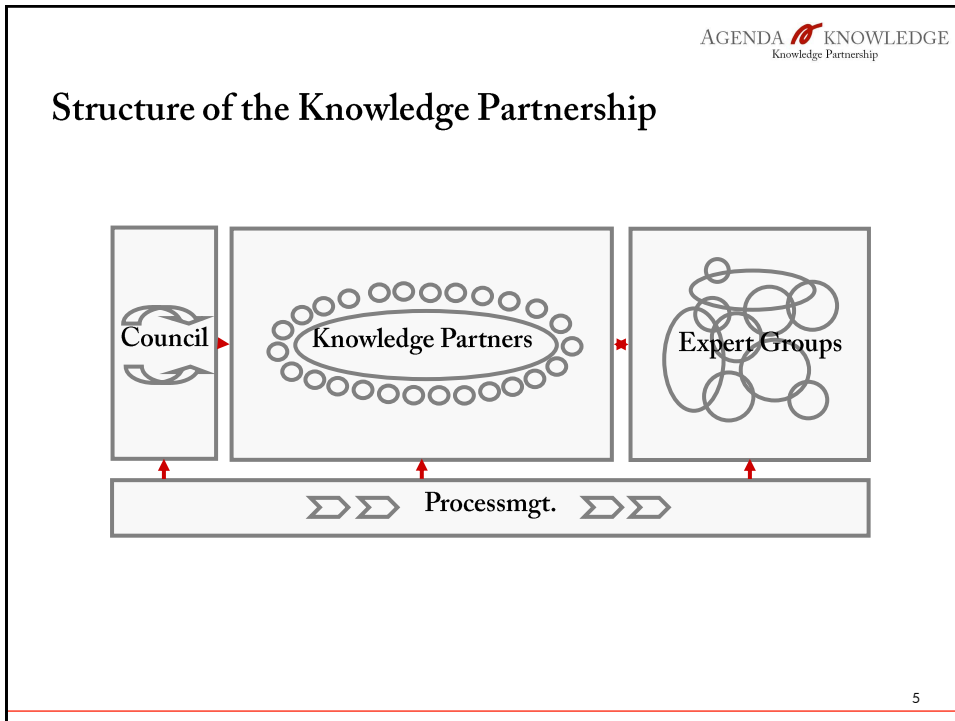 AGENDA KNOWLEDGE
Knowledge Partnership
Structure of the Knowledge Partnership
Council
Knowledge Partners
Expert Groups
Processmgt.
5